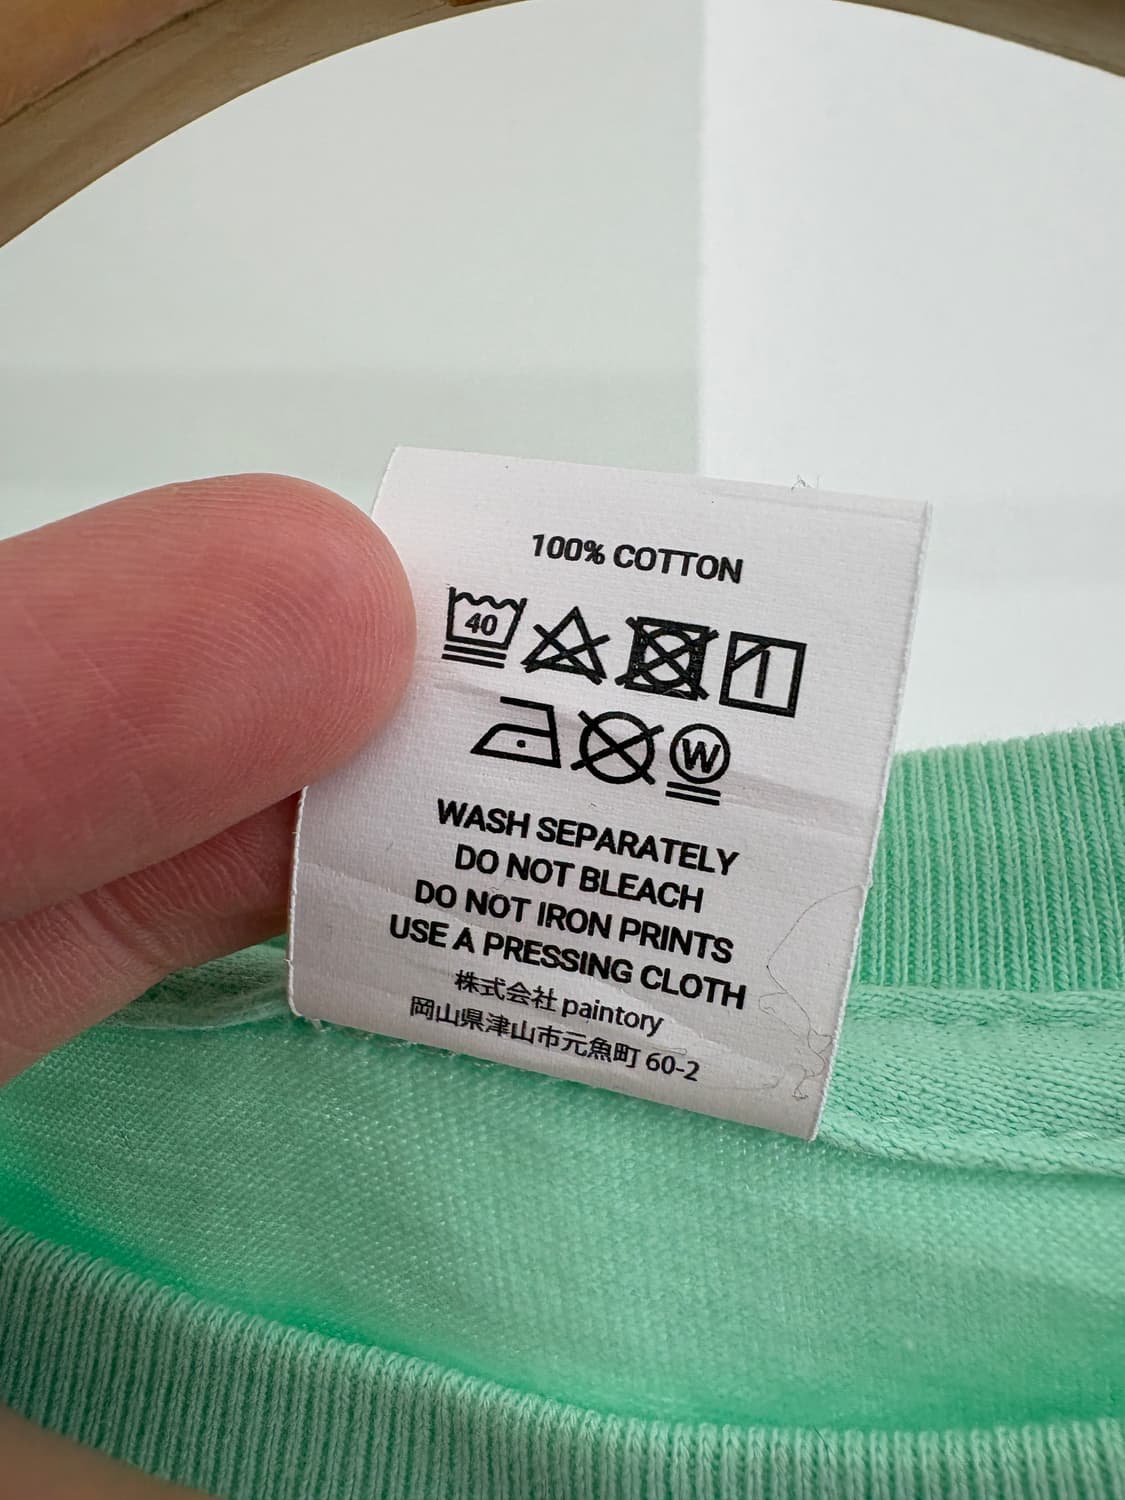 100% COTTON
40
W
WASH SEPARATELY
DO NOT BLEACH
DO NOT IRON PRINTS
USE A PRESSING CLOTH
株式会社 paintory
岡山県津山市元魚町 60-2